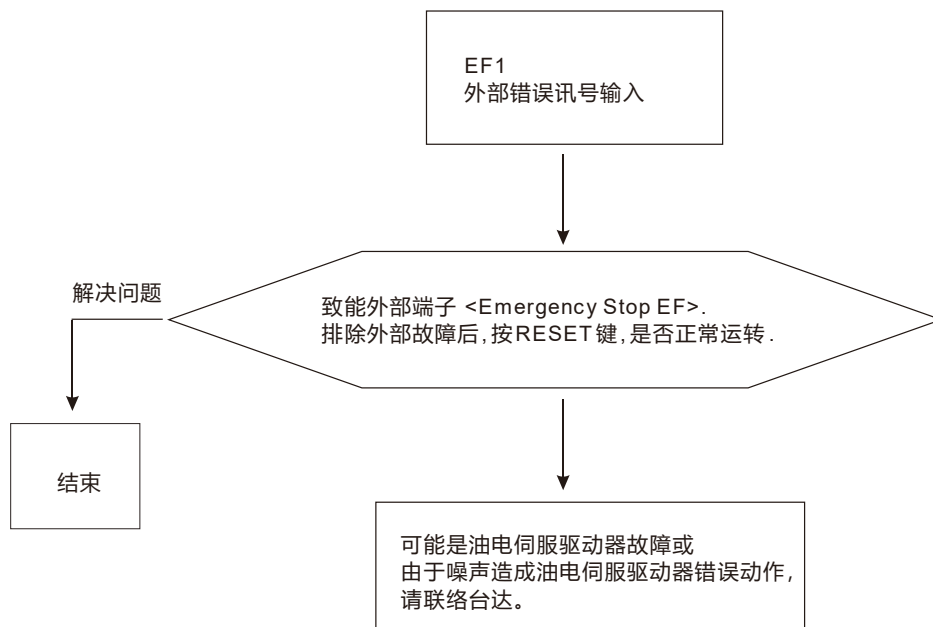 EF1
外部错误讯号输入
解决问题
致能外部端子 <Emergency Stop EF>.
排除外部故障后,按RESET键,是否正常运转.
结束
可能是油电伺服驱动器故障或
由于噪声造成油电伺服驱动器错误动作,
请联络台达。